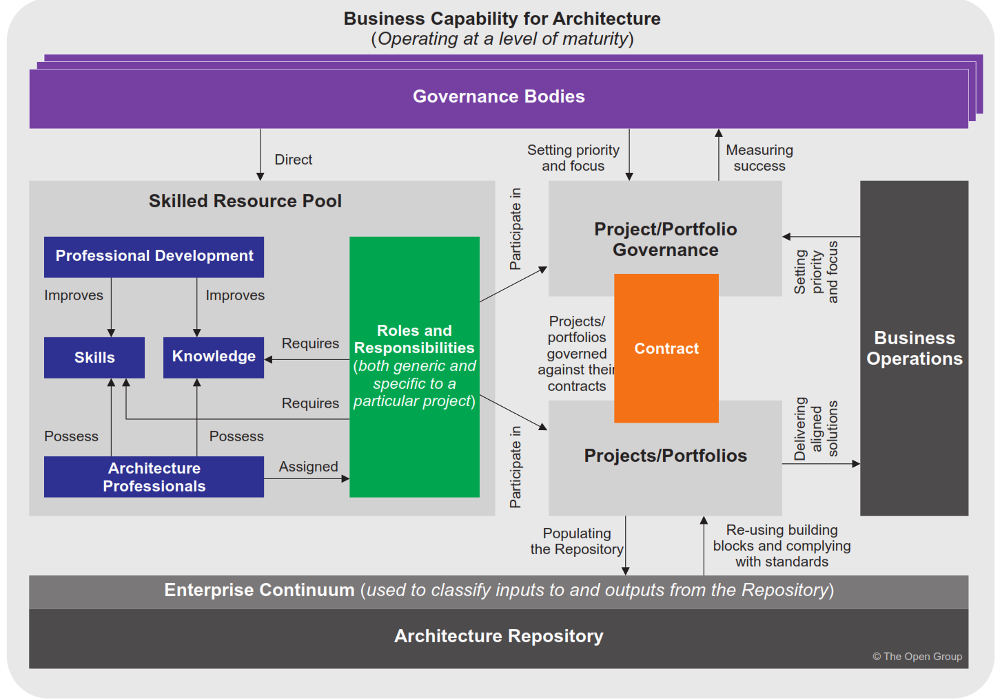 Business Capability for Architecture
(Operating at a level of maturity)
Governance Bodies
Direct
Setting priority
and focus
Measuring
success
Skilled Resource Pool
Professional Development
Improves
Improves
Skills
Knowledge
Requires
Requires
Possess
Possess
Architecture
Professionals
Assigned
Roles and
Responsibilities
(both generic and
specific to a
particular project)
Participate in
Participate in
Project/Portfolio
Governance
Projects/
portfolios
governed
against their
contracts
Contract
Projects/Portfolios
Setting
priority
and focus
Delivering
aligned
solutions
Business
Operations
Populating
the Repository
Re-using building
blocks and complying
with standards
Enterprise Continuum (used to classify inputs to and outputs from the Repository)
Architecture Repository
© The Open Group